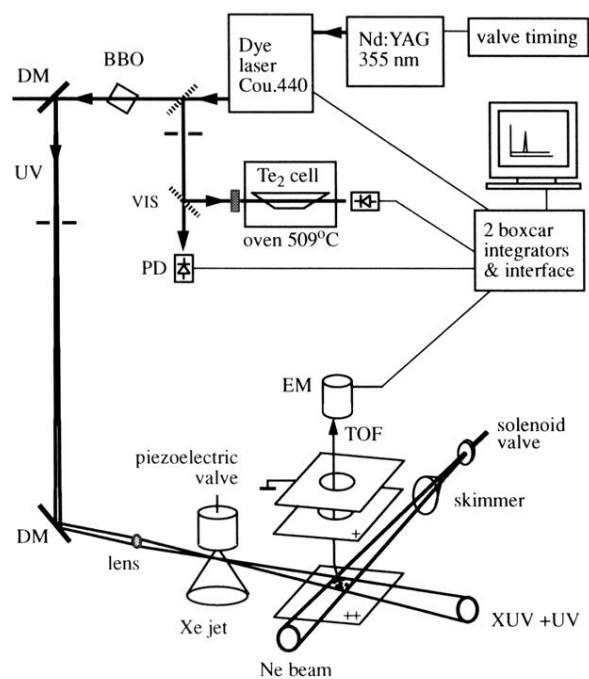 Dye
laser
Cou.440
Nd:YAG
355 nm
valve timing
DM
BBO
UV
VIS
Te₂ cell
oven 509°C
PD
2 boxcar
integrators
& interface
EM
TOF
solenoid
valve
skimmer
piezoelectric
valve
DM
lens
+
++
Xe jet
Ne beam
XUV +UV